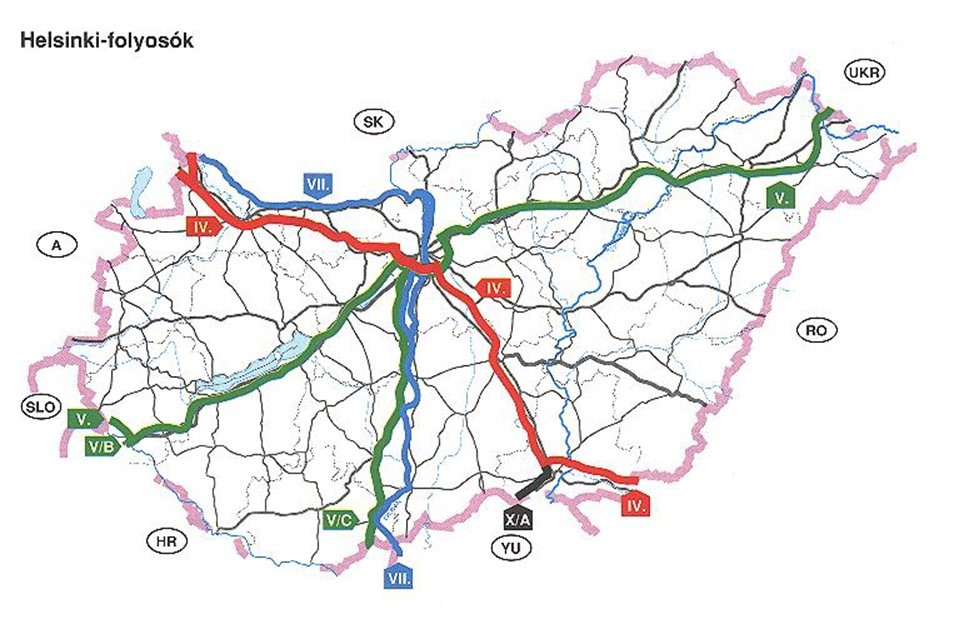 Helsinki-folyosók
UKR
SK
VII.
V.
IV.
A
IV.
RO
SLO
V.
V/B
V/C
X/A
IV.
HR
YU
VII.